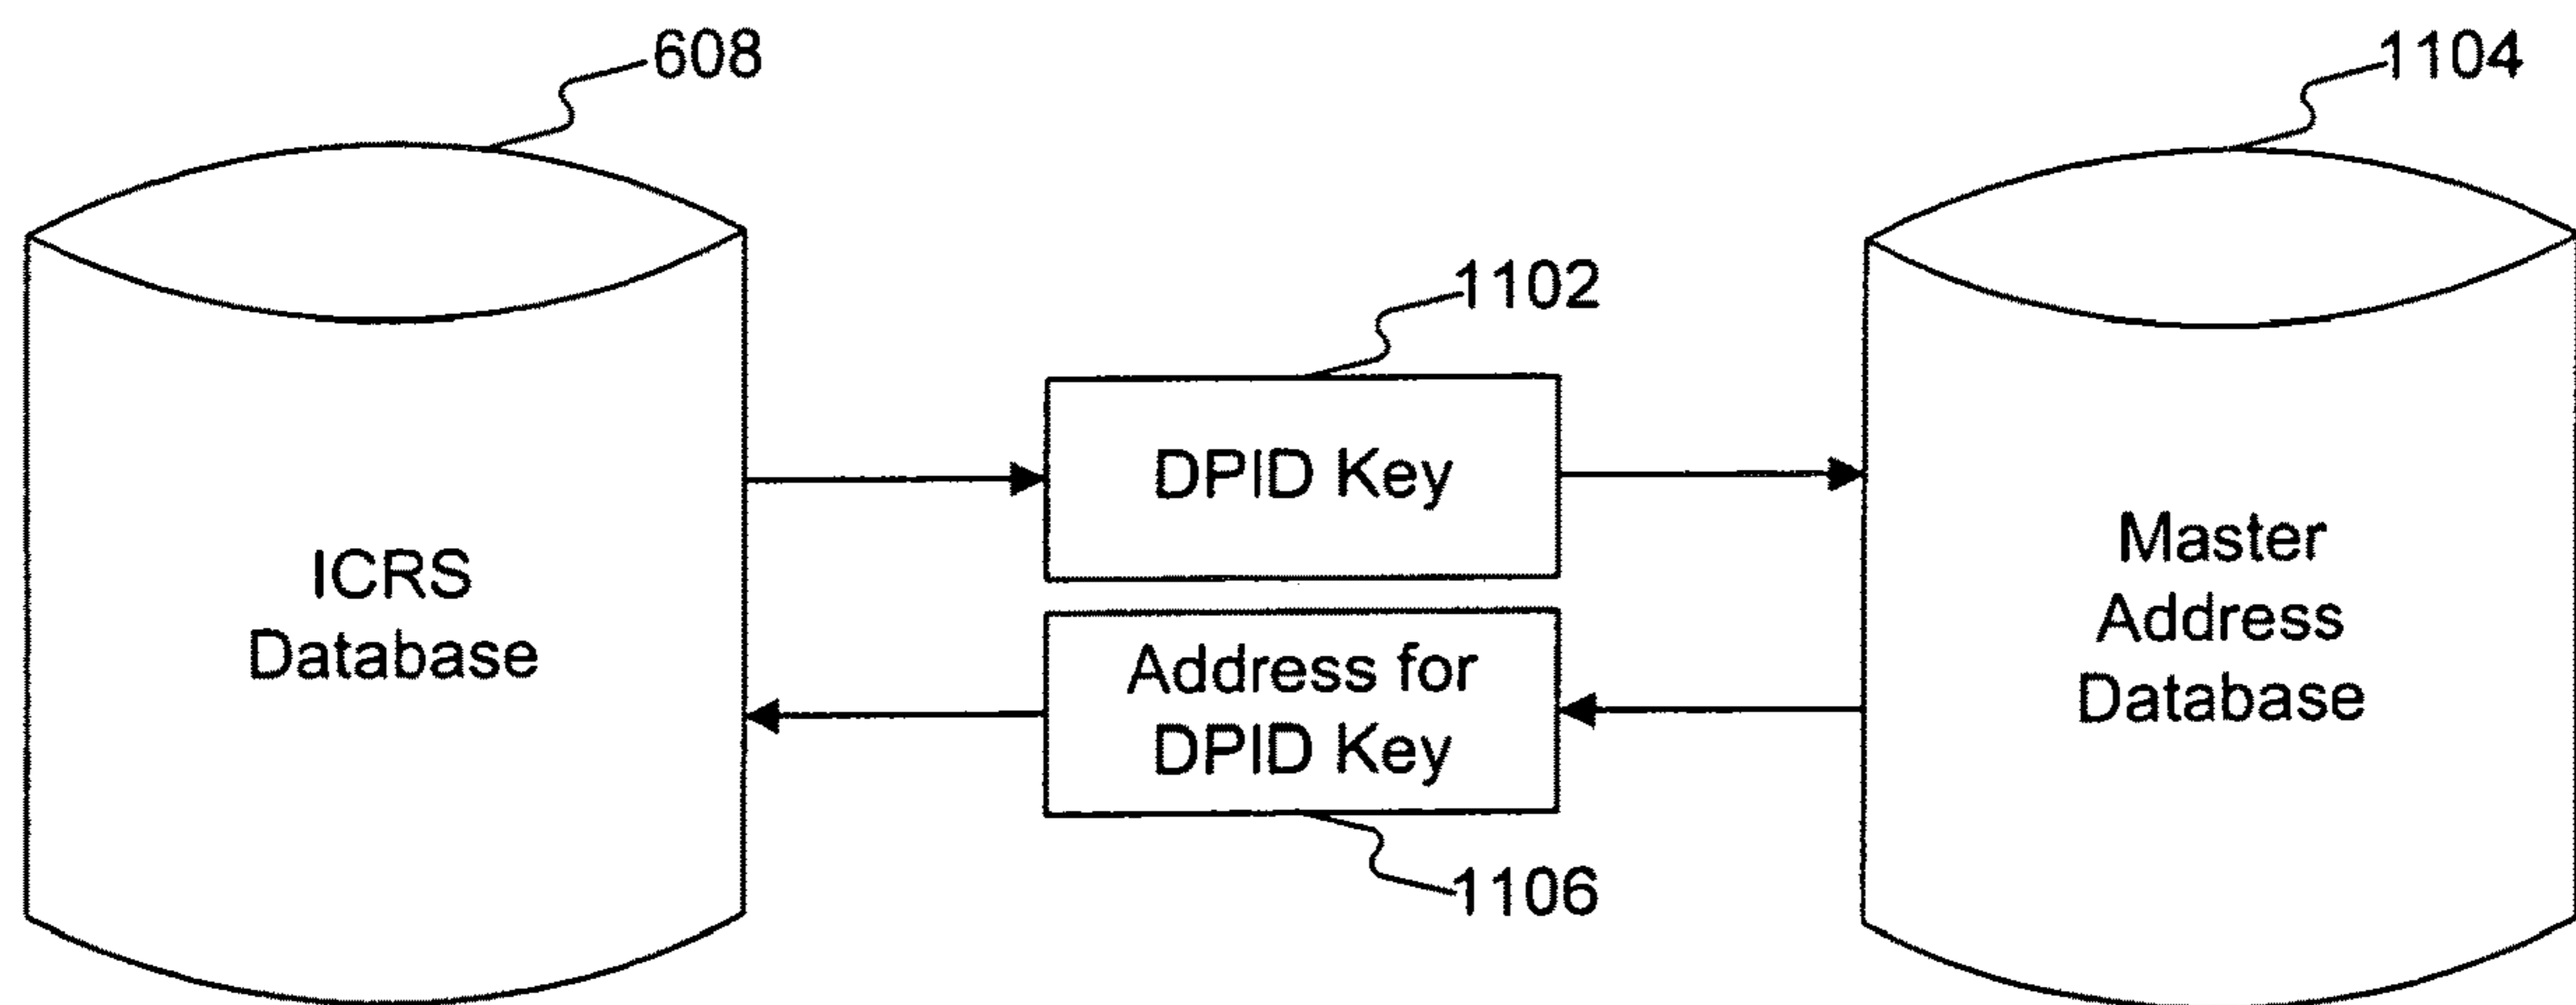 608
1104
1102
DPID Key
ICRS
Database
Master
Address
Database
Address for
DPID Key
1106